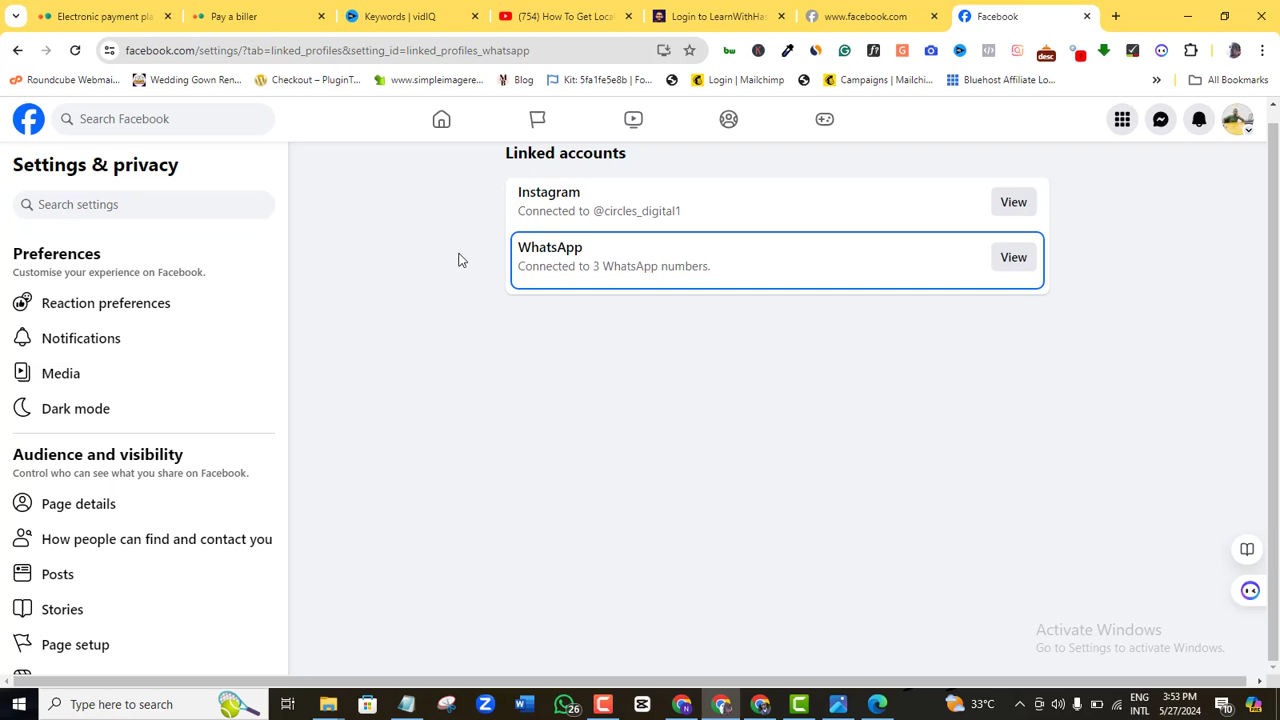 Electronic payment pla
Pay a biller
Keywords | vidIQ
(754) How To Get Loca
Login to LearnWithHas
www.facebook.com
Facebook
facebook.com/settings/?tab=linked_profiles&setting_id=linked_profiles_whatsapp
Roundcube Webmai...
Wedding Gown Ren...
Checkout – PluginT...
www.simpleimagere...
Blog
Kit: 5fa1fe5e8b | Fo...
Login | Mailchimp
Campaigns | Mailchi...
Bluehost Affiliate Lo...
All Bookmarks
Search Facebook
Settings & privacy
Search settings
Preferences
Customise your experience on Facebook.
Reaction preferences
Notifications
Media
Dark mode
Audience and visibility
Control who can see what you share on Facebook.
Page details
How people can find and contact you
Posts
Stories
Page setup
Linked accounts
Instagram
Connected to @circles_digital1
View
WhatsApp
Connected to 3 WhatsApp numbers.
View
Activate Windows
Go to Settings to activate Windows.
Type here to search
26
33°C
ENG
INTL
3:53 PM
5/27/2024